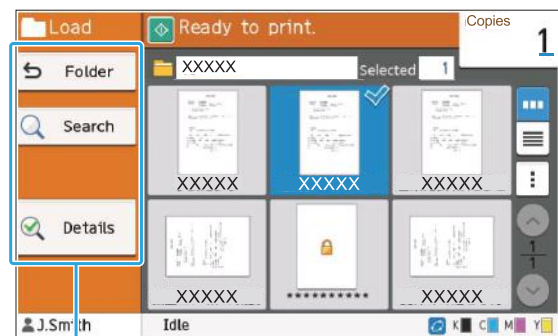 Load
Ready to print.
Copies
1
Folder
XXXXX
Selected 1
Search
XXXXX
XXXXX
XXXXX
Details
XXXXX
**********
XXXXX
1
1
J.Smith
Idle
K C M Y